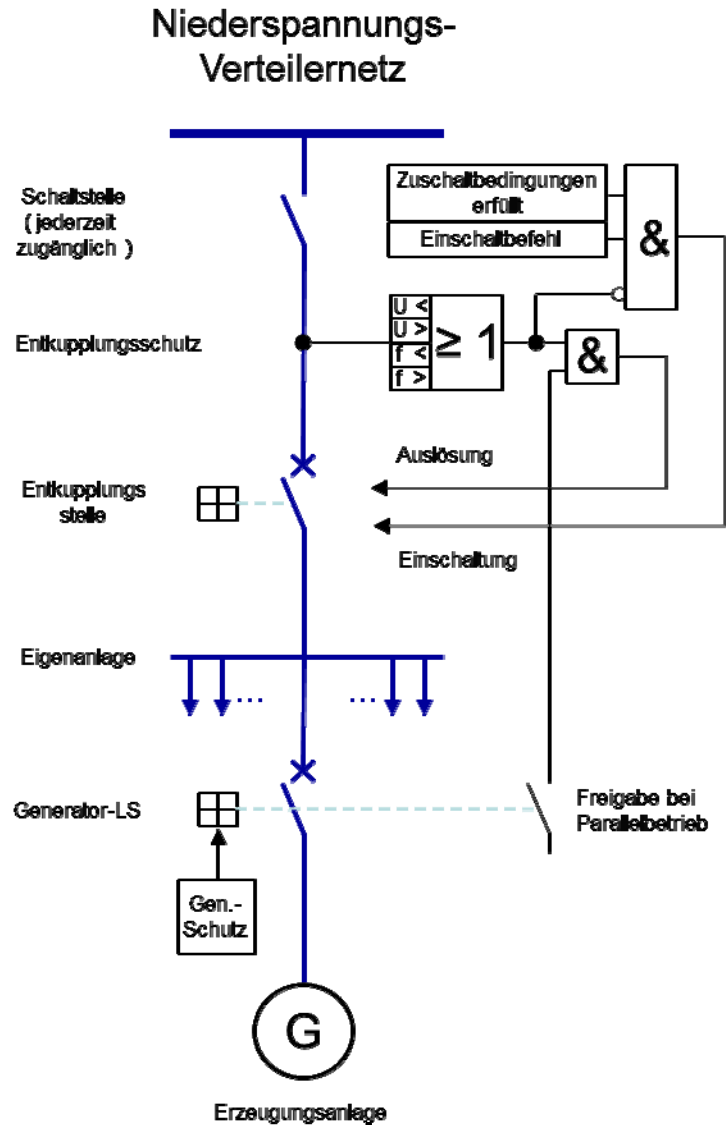 Niederspannungs-
Verteilernetz
Schaltstelle
( jederzeit
zugänglich )
Zuschaltbedingungen
erfüllt
Einschaltbefehl
&
Entkupplungsschutz
U <
U >
f <
f >
≥ 1
&
Auslösung
Entkupplungs
stelle
Einschaltung
Eigenanlage
... ...
Generator-LS
Freigabe bei
Parallelbetrieb
Gen.-
Schutz
G
Erzeugungsanlage